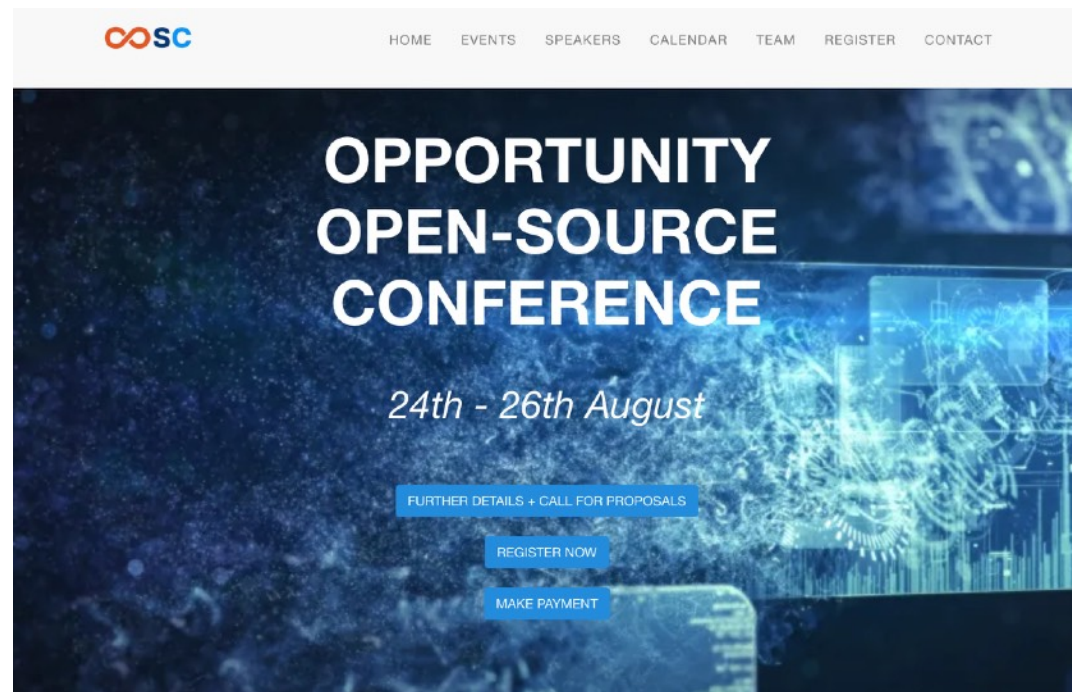 OOSC
HOME EVENTS SPEAKERS CALENDAR TEAM REGISTER CONTACT
OPPORTUNITY
OPEN-SOURCE
CONFERENCE
24th - 26th August
FURTHER DETAILS + CALL FOR PROPOSALS
REGISTER NOW
MAKE PAYMENT